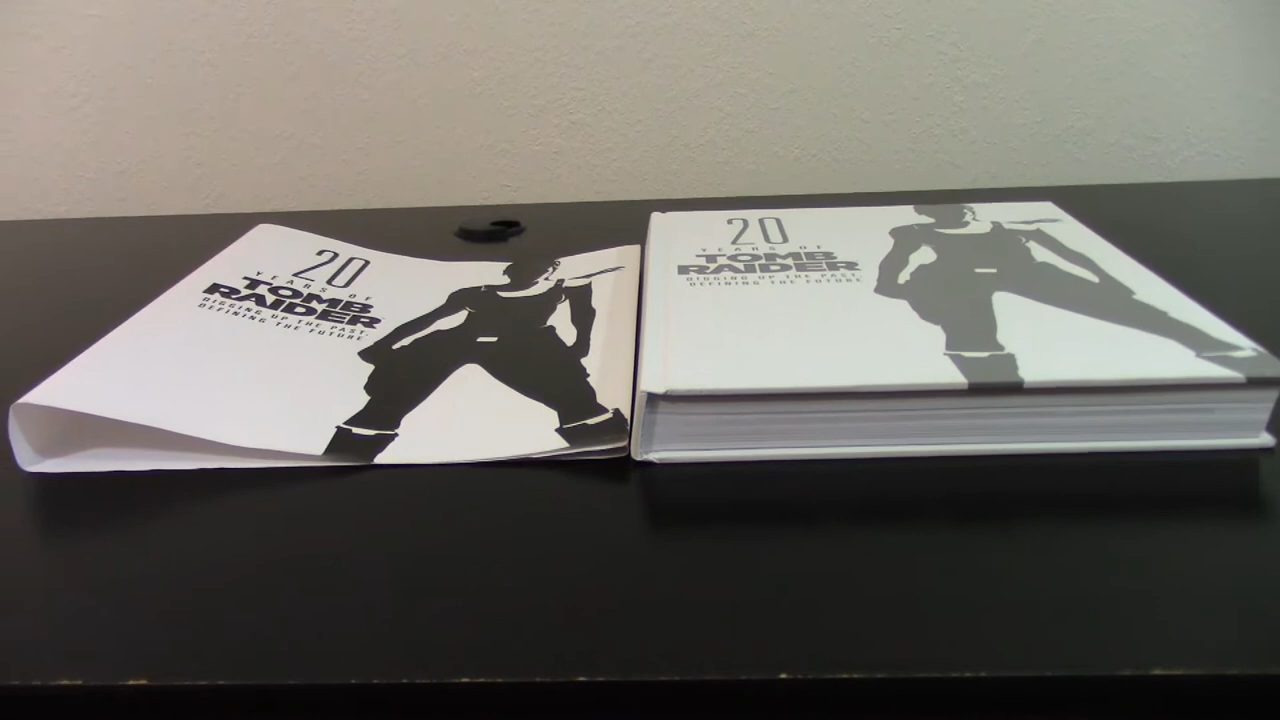 20
YEARS OF
TOMB
RAIDER
DIGGING UP THE PAST.
DEFINING THE FUTURE
20
YEARS OF
TOMB
RAIDER
DIGGING UP THE PAST.
DEFINING THE FUTURE